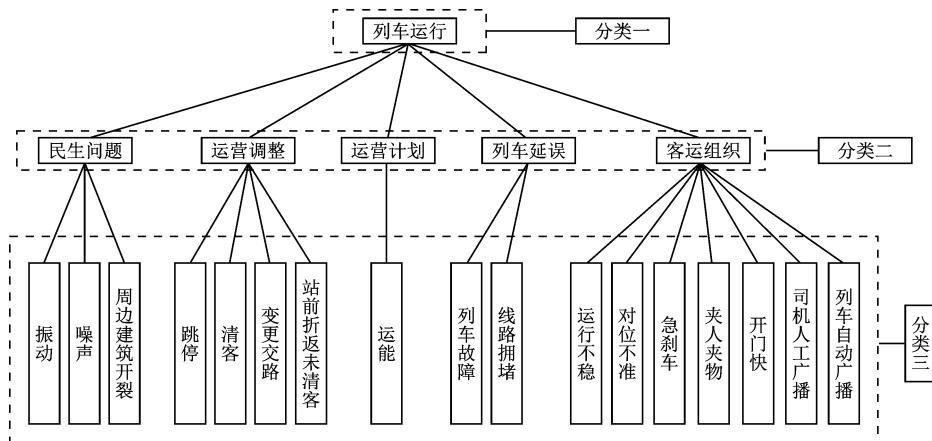 列车运行
分类一
民生问题
运营调整
运营计划
列车延误
客运组织
分类二
振动
噪声
周边建筑开裂
跳停
清客
变更交路
站前折返未清客
运能
列车故障
线路拥堵
运行不稳
对位不准
急刹车
夹人夹物
开门快
司机人工广播
列车自动广播
分类三